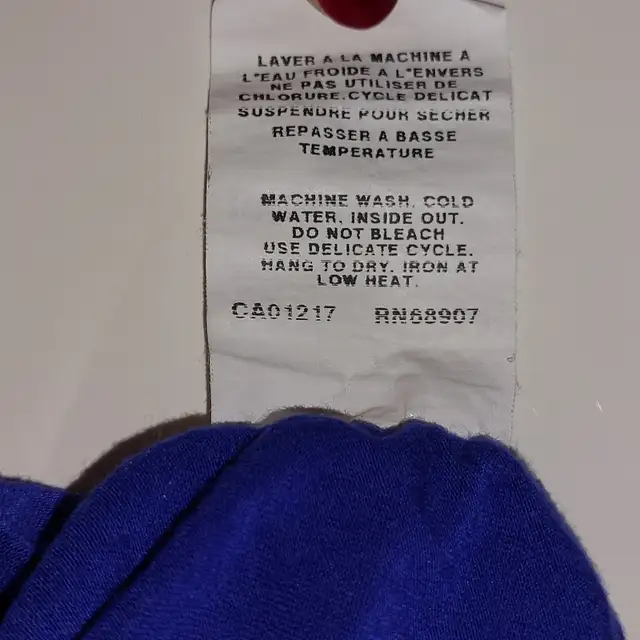 LAVER A LA MACHINE A
L"EAU FROIDE A L"ENVERS
NE PAS UTILISER DE
CHLORURE.CYCLE DELICAT
SUSPENDRE POUR SECHER
REPASSER A BASSE
TEMPERATURE
MACHINE WASH. COLD
WATER. INSIDE OUT.
DO NOT BLEACH
USE DELICATE CYCLE.
HANG TO DRY. IRON AT
LOW HEAT.
CA01217 RN68907